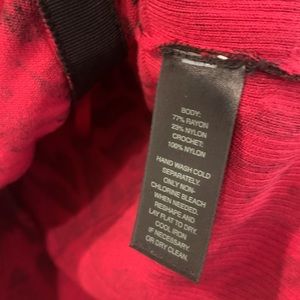 BODY:
77% RAYON
23% NYLON
CROCHET:
100% NYLON
HAND WASH COLD
SEPARATELY.
ONLY NON-
CHLORINE BLEACH
WHEN NEEDED.
RESHAPE AND
LAY FLAT TO DRY.
COOL IRON
IF NECESSARY.
OR DRY CLEAN.